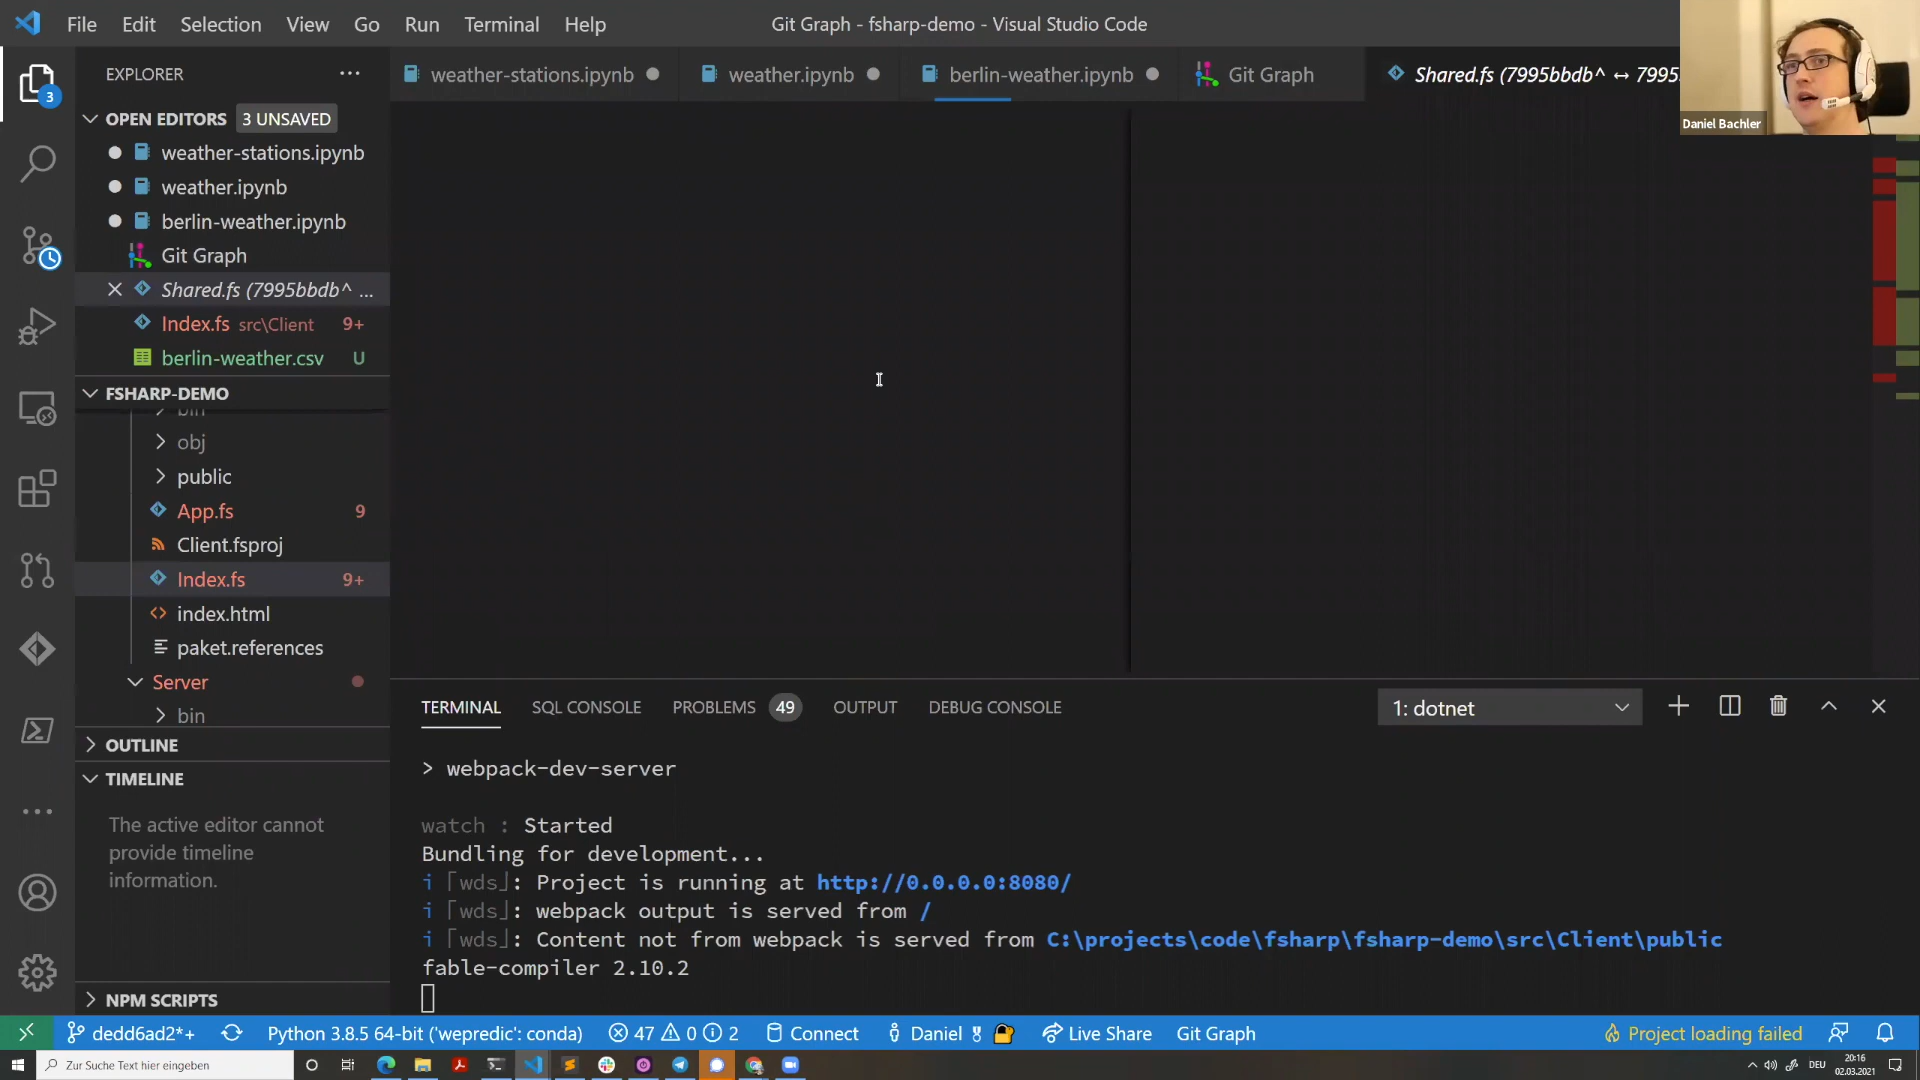 File Edit Selection View Go Run Terminal Help
Git Graph - fsharp-demo - Visual Studio Code
EXPLORER
weather-stations.ipynb
weather.ipynb
berlin-weather.ipynb
Git Graph
Shared.fs (7995bbdb^ ↔ 7995
Daniel Bachler
3
OPEN EDITORS 3 UNSAVED
weather-stations.ipynb
weather.ipynb
berlin-weather.ipynb
Git Graph
Shared.fs (7995bbdb^ ...
Index.fs src\Client 9+
berlin-weather.csv U
FSHARP-DEMO
bin
obj
public
App.fs 9
Client.fsproj
Index.fs 9+
index.html
paket.references
Server
bin
OUTLINE
TIMELINE
The active editor cannot
provide timeline
information.
NPM SCRIPTS
TERMINAL SQL CONSOLE PROBLEMS 49 OUTPUT DEBUG CONSOLE
1: dotnet
> webpack-dev-server
watch : Started
Bundling for development...
i ｢wds｣: Project is running at http://0.0.0.0:8080/
i ｢wds｣: webpack output is served from /
i ｢wds｣: Content not from webpack is served from C:\projects\code\fsharp\fsharp-demo\src\Client\public
fable-compiler 2.10.2
dedd6ad2*+ Python 3.8.5 64-bit ('wepredic': conda) 47 0 2 Connect Daniel Live Share Git Graph Project loading failed
Zur Suche Text hier eingeben
DEU
20:16
02.03.2021